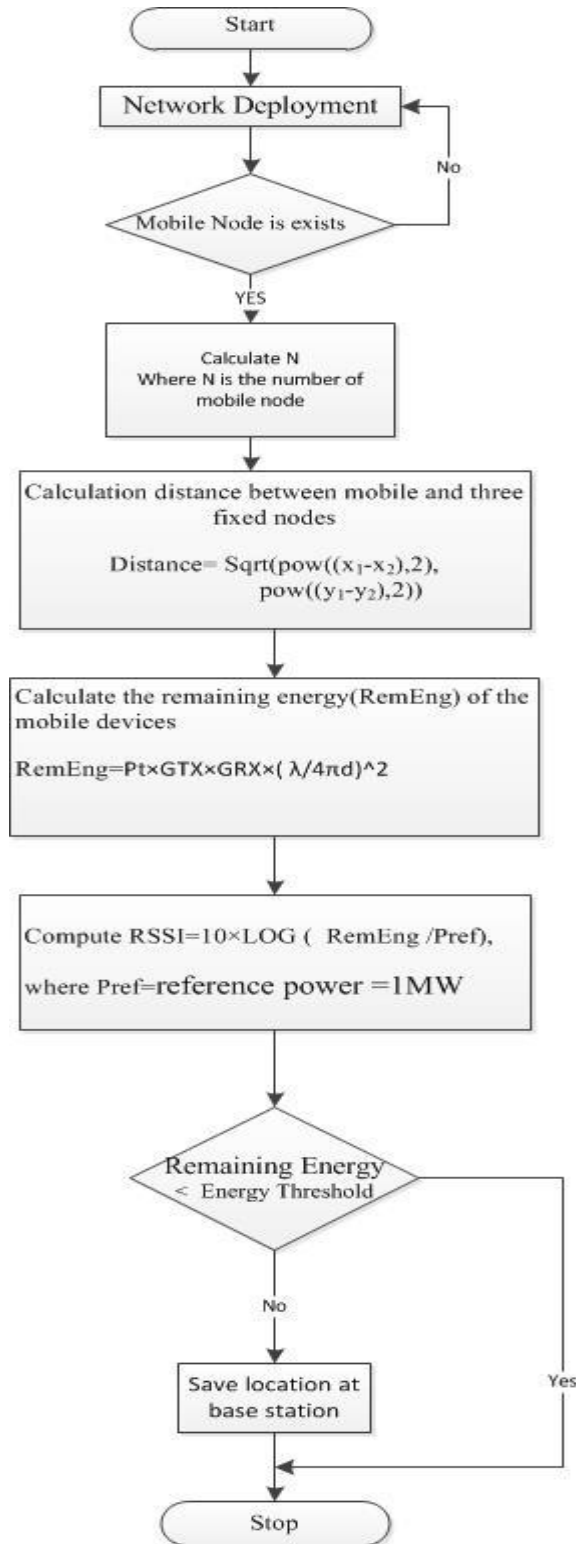 Start
Network Deployment
No
Mobile Node is exists
YES
Calculate N
Where N is the number of
mobile node
Calculation distance between mobile and three
fixed nodes
Distance= Sqrt(pow((x₁-x₂),2),
pow((y₁-y₂),2))
Calculate the remaining energy(RemEng) of the
mobile devices
RemEng=Pt×GTX×GRX×( λ/4πd)^2
Compute RSSI=10×LOG ( RemEng /Pref),
where Pref=reference power =1MW
Remaining Energy
< Energy Threshold
No
Yes
Save location at
base station
Stop